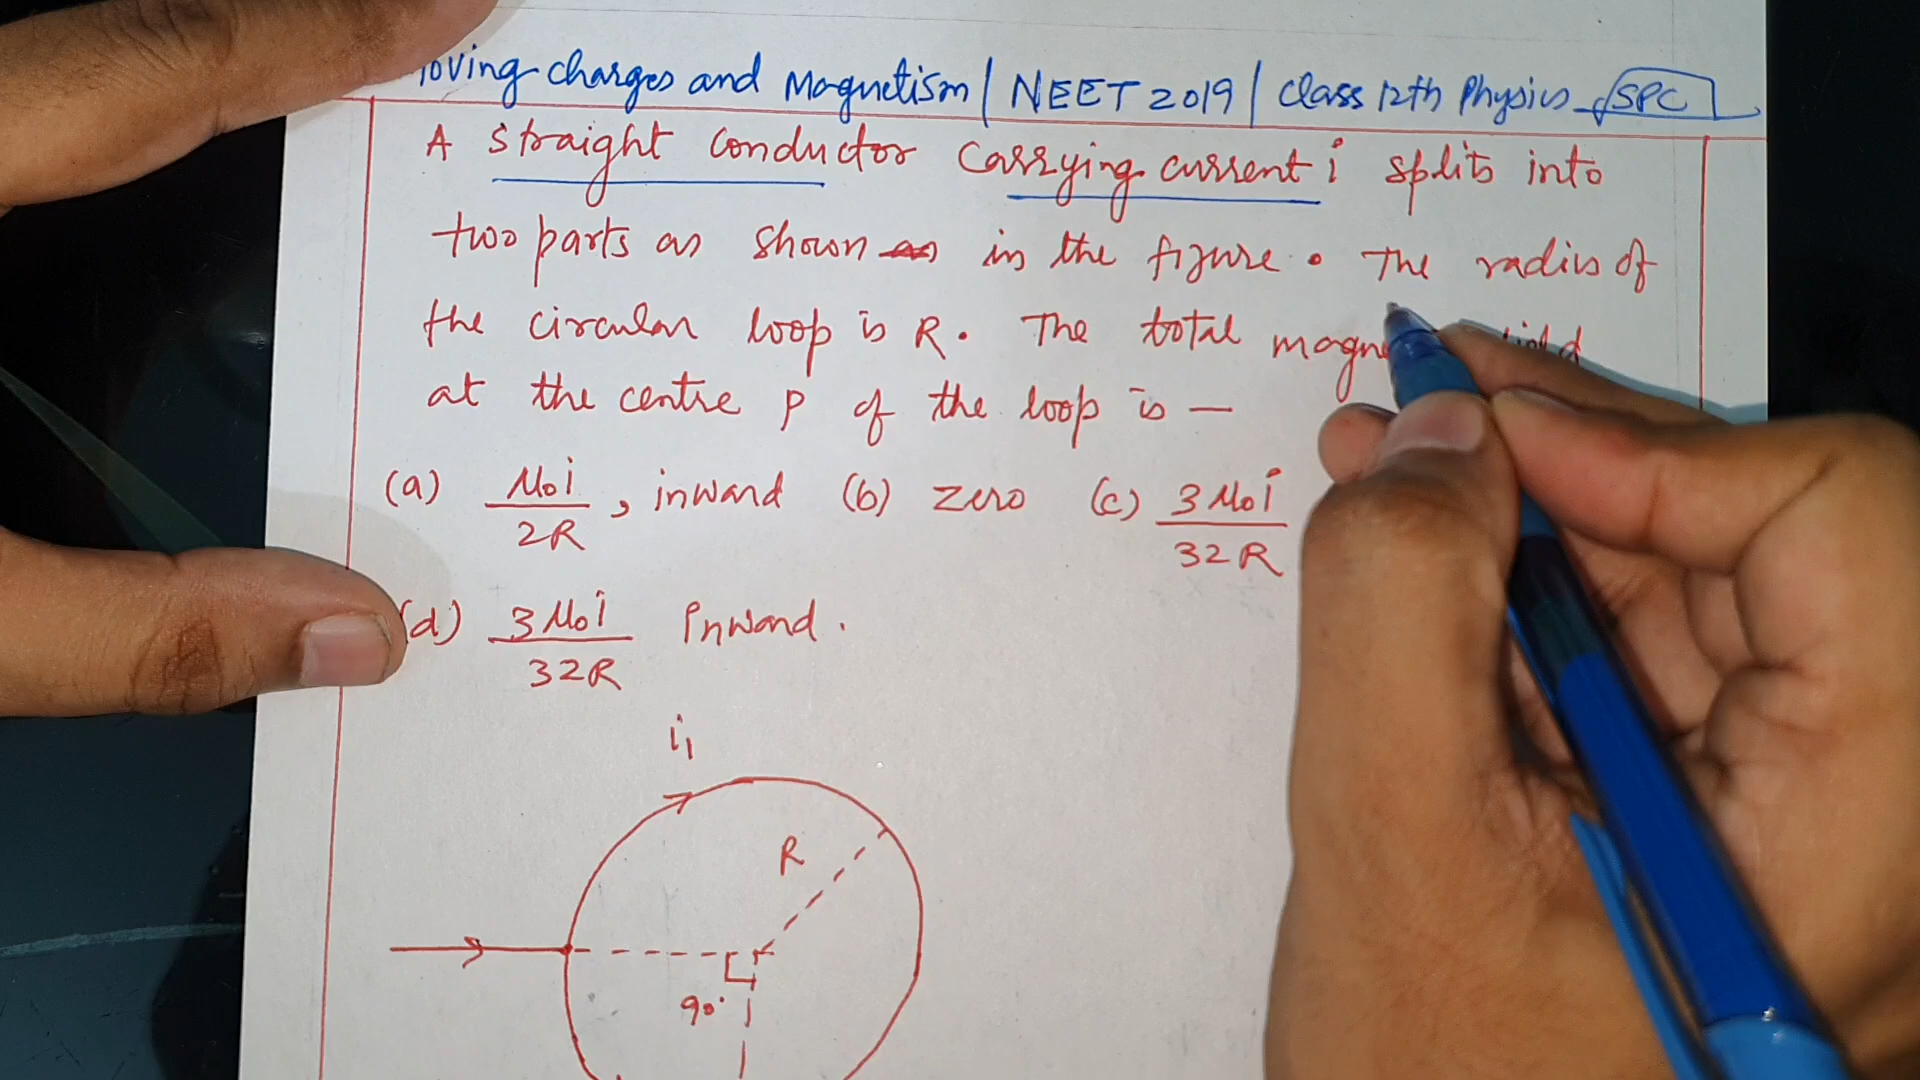 oving charges and Magnetism | NEET 2019 | Class 12th Physics SPC
A straight conductor carrying current i splits into
two parts as shown as in the figure. The radius of
the circular loop is R. The total
at the centre P of the loop is —
(a) μ₀i/2R, inward (b) zero (c) 3μ₀i/32R
(d) 3μ₀i/32R Inward.
i₁
R
90°